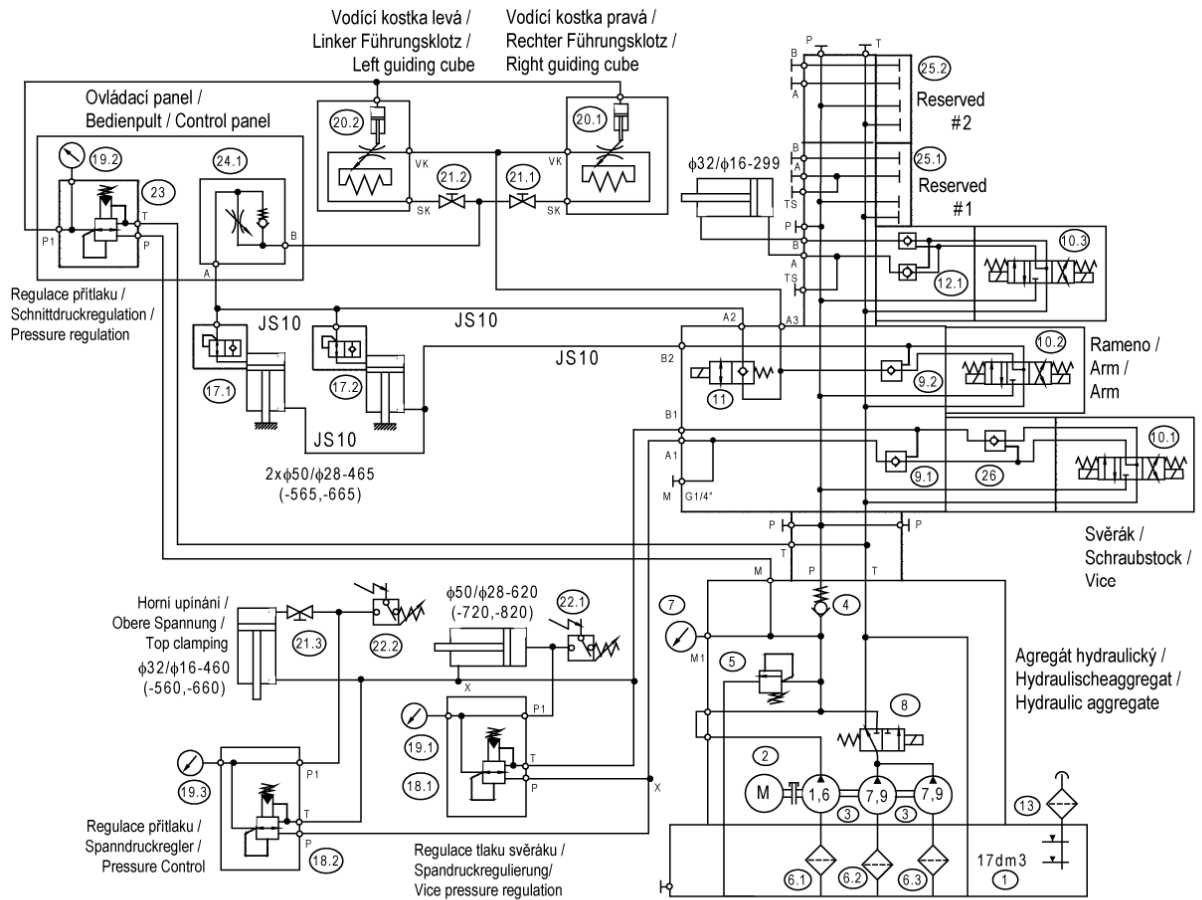 Vodící kostka levá /
Linker Führungsklotz /
Left guiding cube
Vodící kostka pravá /
Rechter Führungsklotz /
Right guiding cube
P
T
B
A
25.2
Reserved
#2
Ovládací panel /
Bedienpult / Control panel
20.2
20.1
19.2
24.1
23
VK
VK
21.2
21.1
SK
SK
ϕ32/ϕ16-299
B
A
25.1
TS
Reserved
#1
T
P1
P
B
A
P
B
A
TS
10.3
12.1
Regulace přítlaku /
Schnittdruckregulation /
Pressure regulation
JS10
JS10
JS10
A2
A3
B2
17.1
17.2
11
9.2
10.2
Rameno /
Arm /
Arm
JS10
B1
A1
M
G1/4"
9.1
26
10.1
2xϕ50/ϕ28-465
(-565,-665)
P
P
T
Svěrák /
Schraubstock /
Vice
M
P
T
Horní upínání /
Obere Spannung /
Top clamping
ϕ32/ϕ16-460
(-560,-660)
21.3
22.2
ϕ50/ϕ28-620
(-720,-820)
22.1
7
4
M1
5
Agregát hydraulický /
Hydraulischeaggregat /
Hydraulic aggregate
X
P1
19.1
18.1
T
P
X
8
2
M
1,6
7,9
7,9
3
3
13
19.3
P1
T
P
18.2
Regulace přítlaku /
Spanndruckregler /
Pressure Control
Regulace tlaku svěráku /
Spandruckregulierung/
Vice pressure regulation
6.1
6.2
6.3
17dm3
1